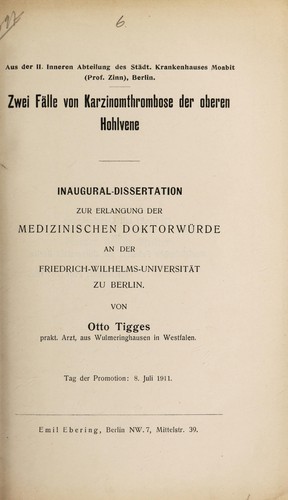 6
Aus der II. Inneren Abteilung des Städt. Krankenhauses Moabit
(Prof. Zinn), Berlin.
Zwei Fälle von Karzinomthrombose der oberen
Hohlvene
INAUGURAL-DISSERTATION
ZUR ERLANGUNG DER
MEDIZINISCHEN DOKTORWÜRDE
AN DER
FRIEDRICH-WILHELMS-UNIVERSITÄT
ZU BERLIN.
VON
Otto Tigges
prakt. Arzt, aus Wulmeringhausen in Westfalen.
Tag der Promotion: 8. Juli 1911.
Emil Ebering, Berlin NW. 7, Mittelstr. 39.